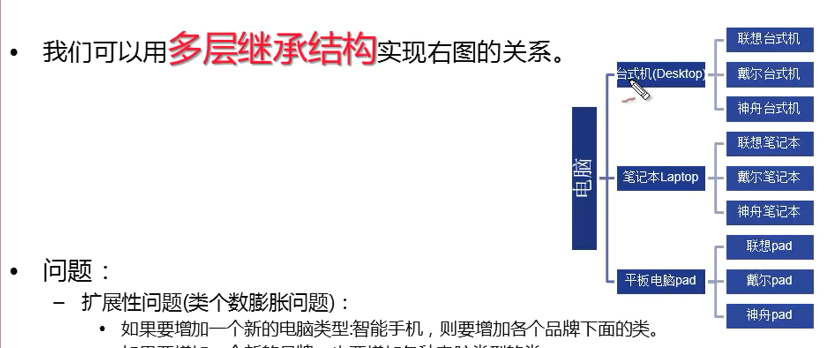 • 我们可以用多层继承结构实现右图的关系。
电脑
台式机(Desktop)
联想台式机
戴尔台式机
神舟台式机
笔记本Laptop
联想笔记本
戴尔笔记本
神舟笔记本
平板电脑pad
联想pad
戴尔pad
神舟pad
• 问题：
– 扩展性问题(类个数膨胀问题)：
• 如果要增加一个新的电脑类型:智能手机，则要增加各个品牌下面的类。